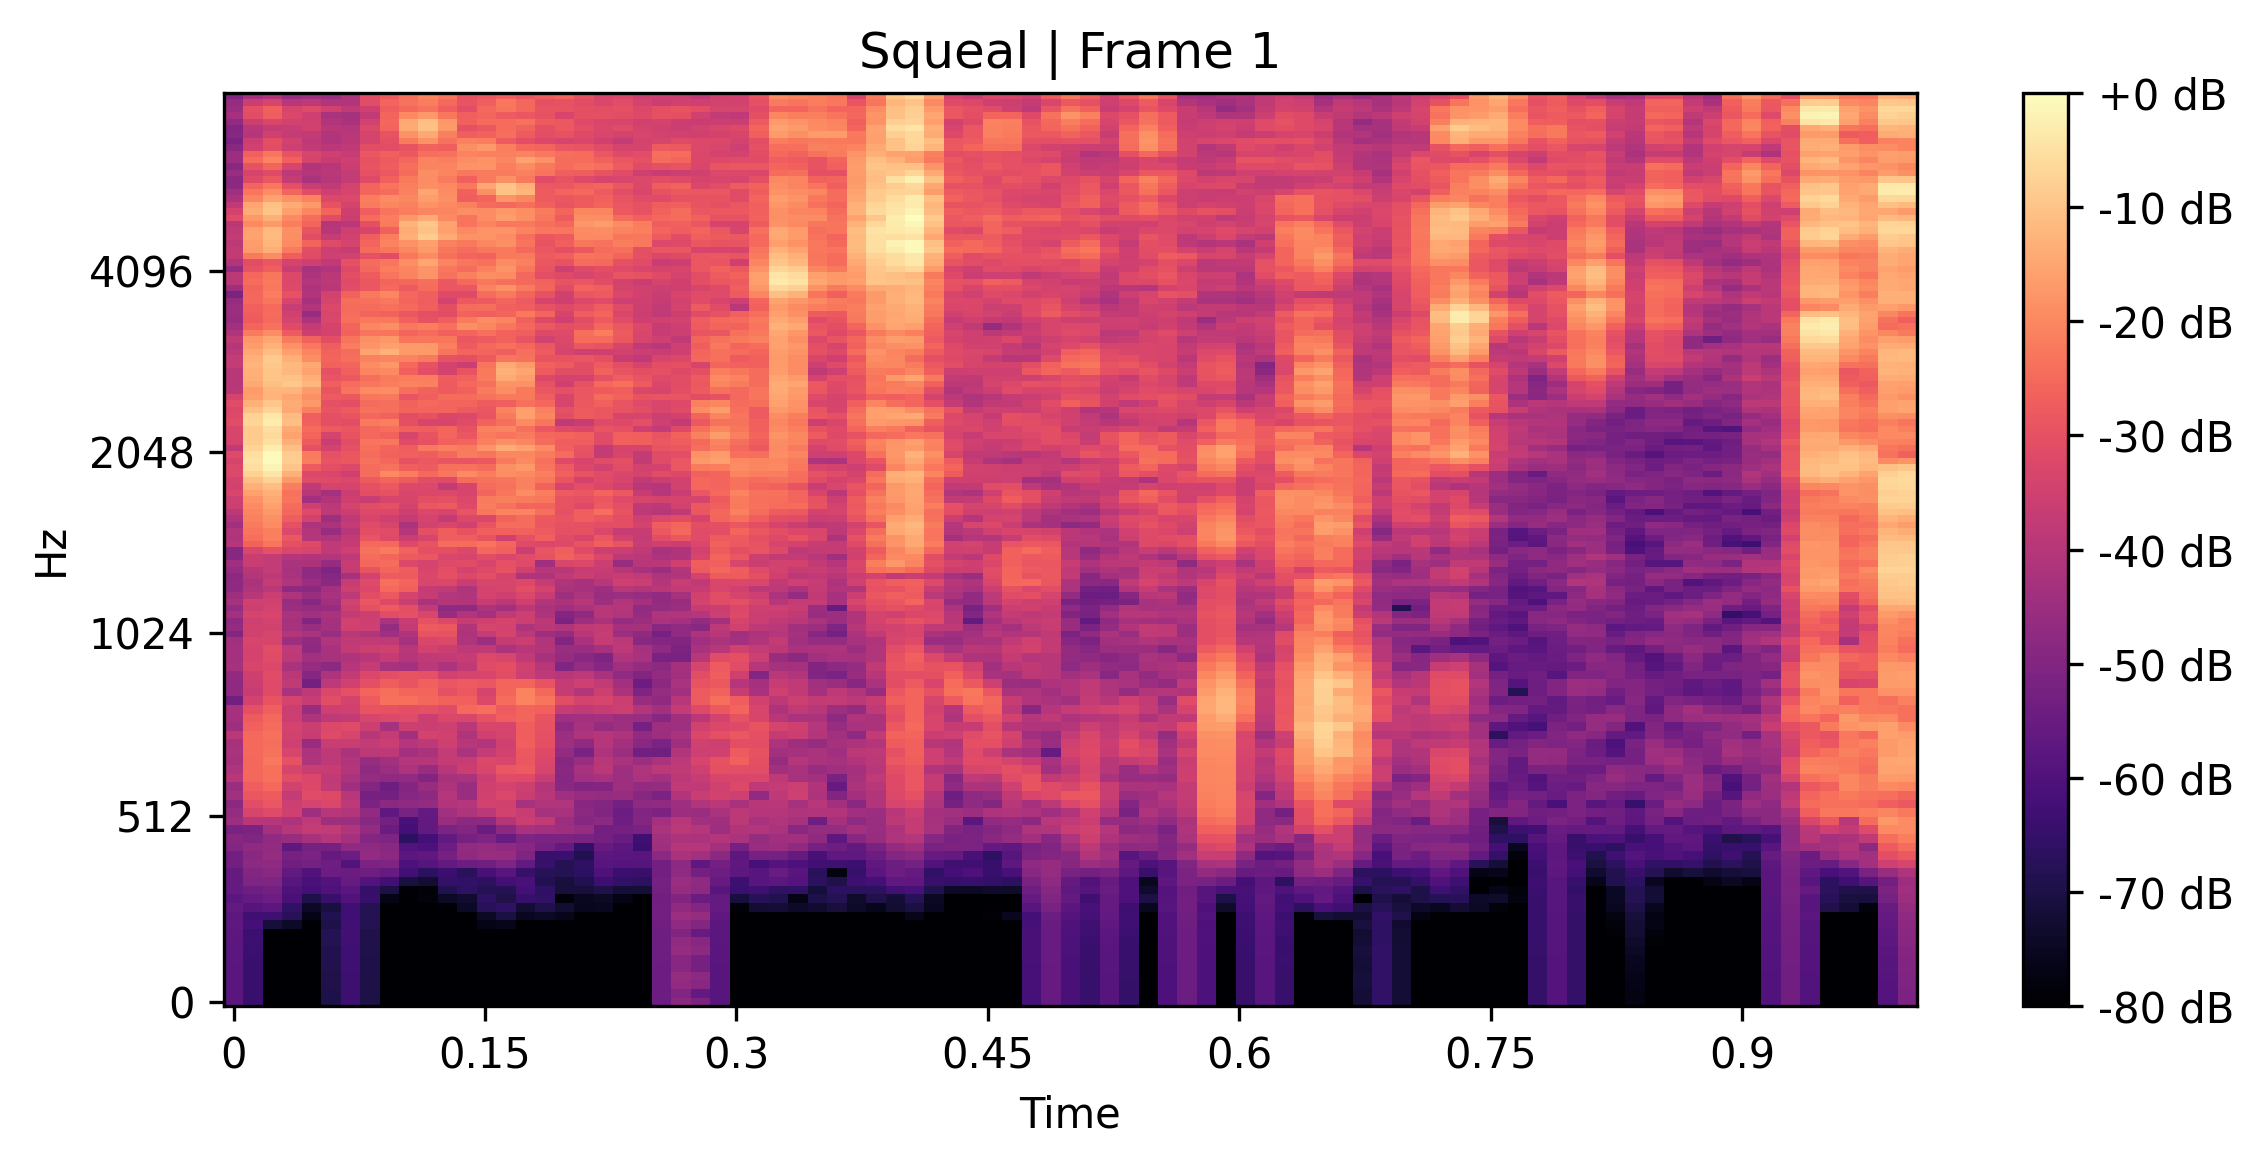 Squeal | Frame 1
+0 dB
-10 dB
-20 dB
-30 dB
-40 dB
-50 dB
-60 dB
-70 dB
-80 dB
4096
2048
1024
512
0
Hz
0 0.15 0.3 0.45 0.6 0.75 0.9
Time